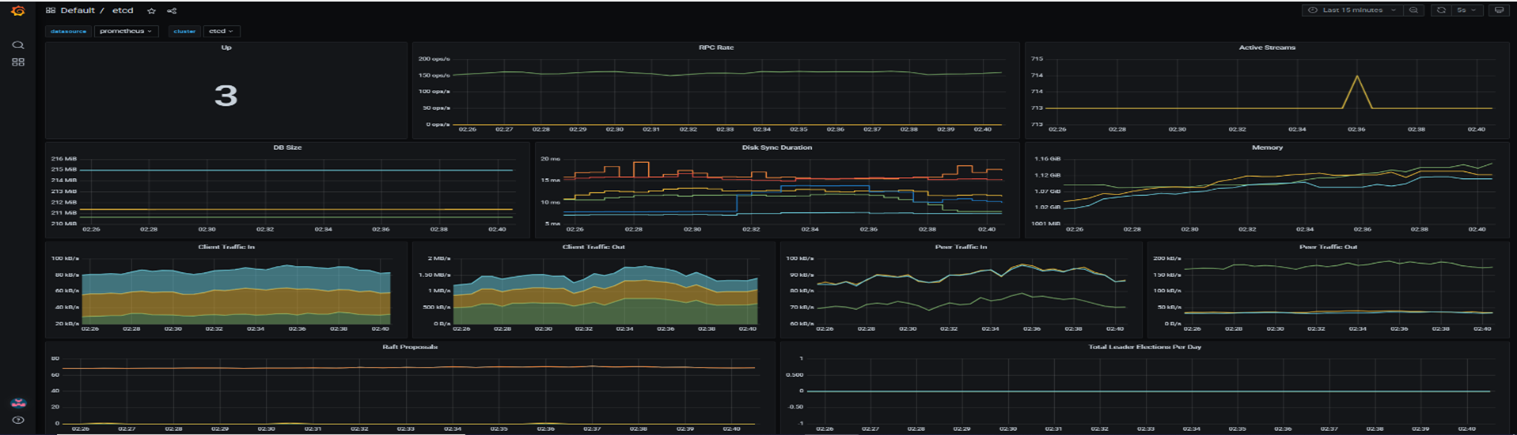 Default / etcd
Last 15 minutes
5s
datasource prometheus cluster etcd
Up
3
RPC Rate
200 ops/s
150 ops/s
100 ops/s
50 ops/s
0 ops/s
02:26 02:27 02:28 02:29 02:30 02:31 02:32 02:33 02:34 02:35 02:36 02:37 02:38 02:39 02:40
Active Streams
715
714
714
713
713
02:26 02:28 02:30 02:32 02:34 02:36 02:38 02:40
DB Size
216 MiB
215 MiB
214 MiB
213 MiB
212 MiB
211 MiB
210 MiB
02:26 02:28 02:30 02:32 02:34 02:36 02:38 02:40
Disk Sync Duration
20 ms
15 ms
10 ms
5 ms
02:26 02:28 02:30 02:32 02:34 02:36 02:38 02:40
Memory
1.16 GiB
1.12 GiB
1.07 GiB
1.02 GiB
1001 MiB
02:26 02:28 02:30 02:32 02:34 02:36 02:38 02:40
Client Traffic In
100 kB/s
80 kB/s
60 kB/s
40 kB/s
20 kB/s
02:26 02:28 02:30 02:32 02:34 02:36 02:38 02:40
Client Traffic Out
2 MB/s
1.50 MB/s
1 MB/s
500 kB/s
0 B/s
02:26 02:28 02:30 02:32 02:34 02:36 02:38 02:40
Peer Traffic In
100 kB/s
90 kB/s
80 kB/s
70 kB/s
60 kB/s
02:26 02:28 02:30 02:32 02:34 02:36 02:38 02:40
Peer Traffic Out
200 kB/s
150 kB/s
100 kB/s
50 kB/s
0 B/s
02:26 02:28 02:30 02:32 02:34 02:36 02:38 02:40
Raft Proposals
80
60
40
20
0
02:26 02:27 02:28 02:29 02:30 02:31 02:32 02:33 02:34 02:35 02:36 02:37 02:38 02:39 02:40
Total Leader Elections Per Day
1
0.500
0
-0.50
-1
02:26 02:27 02:28 02:29 02:30 02:31 02:32 02:33 02:34 02:35 02:36 02:37 02:38 02:39 02:40